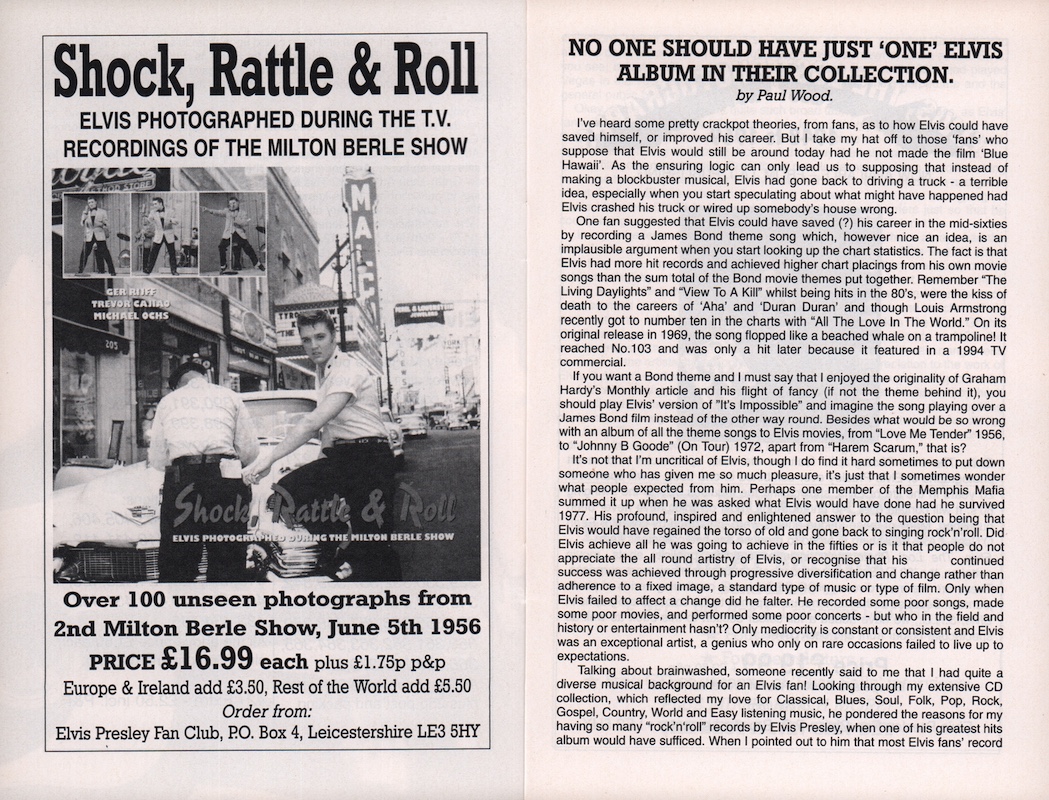 Shock, Rattle & Roll
ELVIS PHOTOGRAPHED DURING THE T.V.
RECORDINGS OF THE MILTON BERLE SHOW
GER RIJFF
TREVOR CAJIAO
MICHAEL OCHS
203
MAiCO
TYRO
Shock, Rattle & Roll
ELVIS PHOTOGRAPHED DURING THE MILTON BERLE SHOW
Over 100 unseen photographs from
2nd Milton Berle Show, June 5th 1956
PRICE £16.99 each plus £1.75p p&p
Europe & Ireland add £3.50, Rest of the World add £5.50
Order from:
Elvis Presley Fan Club, P.O. Box 4, Leicestershire LE3 5HY
NO ONE SHOULD HAVE JUST ‘ONE’ ELVIS
ALBUM IN THEIR COLLECTION.
by Paul Wood.
I've heard some pretty crackpot theories, from fans, as to how Elvis could have
saved himself, or improved his career. But I take my hat off to those ‘fans’ who
suppose that Elvis would still be around today had he not made the film ‘Blue
Hawaii’. As the ensuring logic can only lead us to supposing that instead of
making a blockbuster musical, Elvis had gone back to driving a truck - a terrible
idea, especially when you start speculating about what might have happened had
Elvis crashed his truck or wired up somebody's house wrong.
One fan suggested that Elvis could have saved (?) his career in the mid-sixties
by recording a James Bond theme song which, however nice an idea, is an
implausible argument when you start looking up the chart statistics. The fact is that
Elvis had more hit records and achieved higher chart placings from his own movie
songs than the sum total of the Bond movie themes put together. Remember “The
Living Daylights” and “View To A Kill” whilst being hits in the 80's, were the kiss of
death to the careers of ‘Aha’ and ‘Duran Duran’ and though Louis Armstrong
recently got to number ten in the charts with “All The Love In The World.” On its
original release in 1969, the song flopped like a beached whale on a trampoline! It
reached No.103 and was only a hit later because it featured in a 1994 TV
commercial.
If you want a Bond theme and I must say that I enjoyed the originality of Graham
Hardy's Monthly article and his flight of fancy (if not the theme behind it), you
should play Elvis' version of ”It's Impossible” and imagine the song playing over a
James Bond film instead of the other way round. Besides what would be so wrong
with an album of all the theme songs to Elvis movies, from “Love Me Tender” 1956,
to “Johnny B Goode” (On Tour) 1972, apart from “Harem Scarum,” that is?
It's not that I'm uncritical of Elvis, though I do find it hard sometimes to put down
someone who has given me so much pleasure, it's just that I sometimes wonder
what people expected from him. Perhaps one member of the Memphis Mafia
summed it up when he was asked what Elvis would have done had he survived
1977. His profound, inspired and enlightened answer to the question being that
Elvis would have regained the torso of old and gone back to singing rock'n'roll. Did
Elvis achieve all he was going to achieve in the fifties or is it that people do not
appreciate the all round artistry of Elvis, or recognise that his continued
success was achieved through progressive diversification and change rather than
adherence to a fixed image, a standard type of music or type of film. Only when
Elvis failed to affect a change did he falter. He recorded some poor songs, made
some poor movies, and performed some poor concerts - but who in the field and
history or entertainment hasn't? Only mediocrity is constant or consistent and Elvis
was an exceptional artist, a genius who only on rare occasions failed to live up to
expectations.
Talking about brainwashed, someone recently said to me that I had quite a
diverse musical background for an Elvis fan! Looking through my extensive CD
collection, which reflected my love for Classical, Blues, Soul, Folk, Pop, Rock,
Gospel, Country, World and Easy listening music, he pondered the reasons for my
having so many “rock'n'roll” records by Elvis Presley, when one of his greatest hits
album would have sufficed. When I pointed out to him that most Elvis fans' record